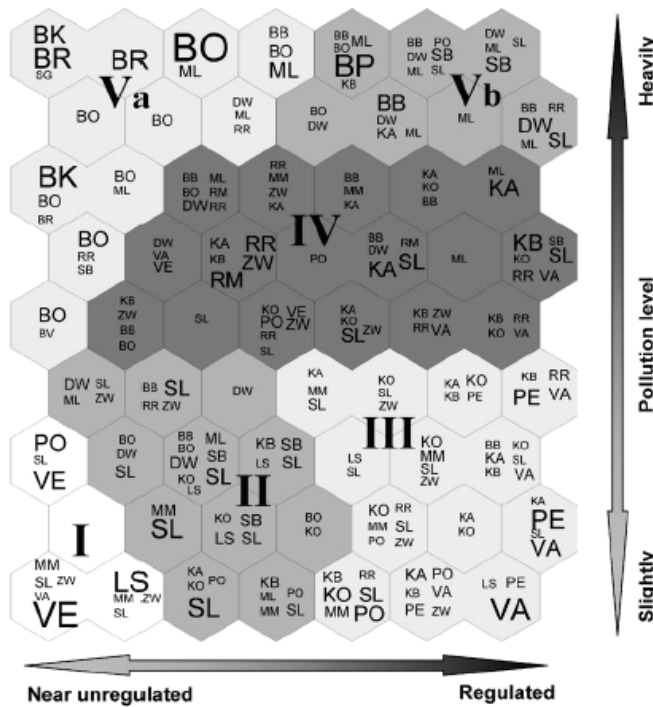 BK
BR
SG
BR
BO
ML
BB
BO
ML
BB ML
BO
BP
KB
BB PO
DW SB
ML SL
DW SL
ML
SB
Va
Vb
BO
BO
DW
ML
RR
BO
DW
BB
DW
KA ML
ML
BB RR
DW
ML SL
BK
BO
BR
BO
ML
BB ML
BO RM
DW RR
RR
MM
ZW
KA
BB
MM
KA
KA
KO
BB
ML
KA
IV
BO
RR
SB
DW
VA
VE
KA RR
KB ZW
RM
PO
BB RM
DW SL
KA
ML
KB SB
KO SL
RR VA
BO
BV
KB
ZW
BB
BO
SL
KO VE
PO ZW
RR
SL
KA
KO
SL ZW
KB ZW
RR VA
KB RR
KO VA
DW SL
ML ZW
BB SL
RR ZW
DW
KA
MM
SL
KO
SL
ZW
KA KO
KB PE
KB RR
PE VA
III
PO
SL
VE
BO
DW
SL
BB ML
BO SB
DW SL
KO LS
KB SB
LS SL
LS
SL
KO
MM
SL
ZW
BB KO
KA SL
KB VA
II
I
MM
SL
KO SB
LS SL
BO
KO
KO RR
MM SL
PO ZW
KA
KO
KA
PE
SL
VA
MM
SL ZW
VA
VE
LS
MM .ZW
SL
KA
KO PO
SL
KB
ML PO
MM SL
KB RR
KO SL
MM PO
KA PO
KB VA
PE ZW
LS PE
VA
Heavily
Pollution level
Slightly
Near unregulated
Regulated